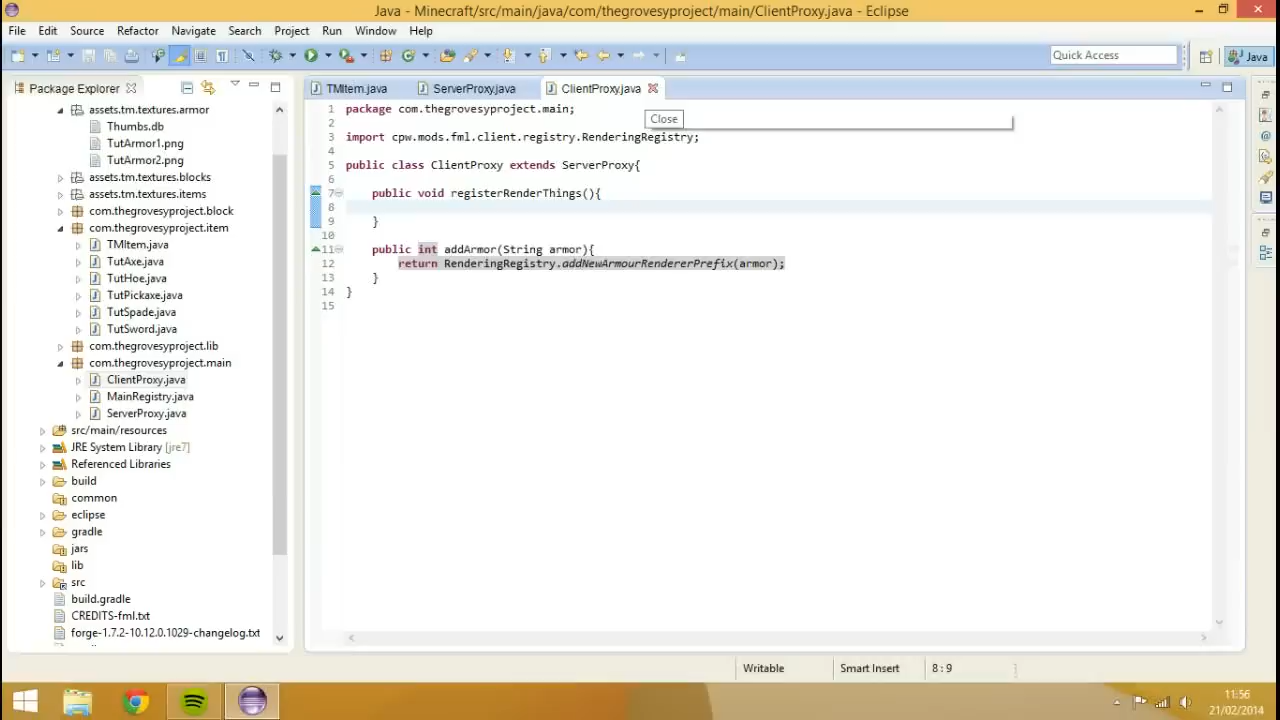 Java - Minecraft/src/main/java/com/thegrovesyproject/main/ClientProxy.java - Eclipse
File Edit Source Refactor Navigate Search Project Run Window Help
Quick Access
Java
Package Explorer
TMItem.java
ServerProxy.java
ClientProxy.java
Close
assets.tm.textures.armor
Thumbs.db
TutArmor1.png
TutArmor2.png
assets.tm.textures.blocks
assets.tm.textures.items
com.thegrovesyproject.block
com.thegrovesyproject.item
TMItem.java
TutAxe.java
TutHoe.java
TutPickaxe.java
TutSpade.java
TutSword.java
com.thegrovesyproject.lib
com.thegrovesyproject.main
ClientProxy.java
MainRegistry.java
ServerProxy.java
src/main/resources
JRE System Library [jre7]
Referenced Libraries
build
common
eclipse
gradle
jars
lib
src
build.gradle
CREDITS-fml.txt
forge-1.7.2-10.12.0.1029-changelog.txt
1 package com.thegrovesyproject.main;
2
3 import cpw.mods.fml.client.registry.RenderingRegistry;
4
5 public class ClientProxy extends ServerProxy{
6
7 public void registerRenderThings(){
8
9 }
10
11 public int addArmor(String armor){
12 return RenderingRegistry.addNewArmourRendererPrefix(armor);
13 }
14 }
15
Writable
Smart Insert
8 : 9
11:56
21/02/2014